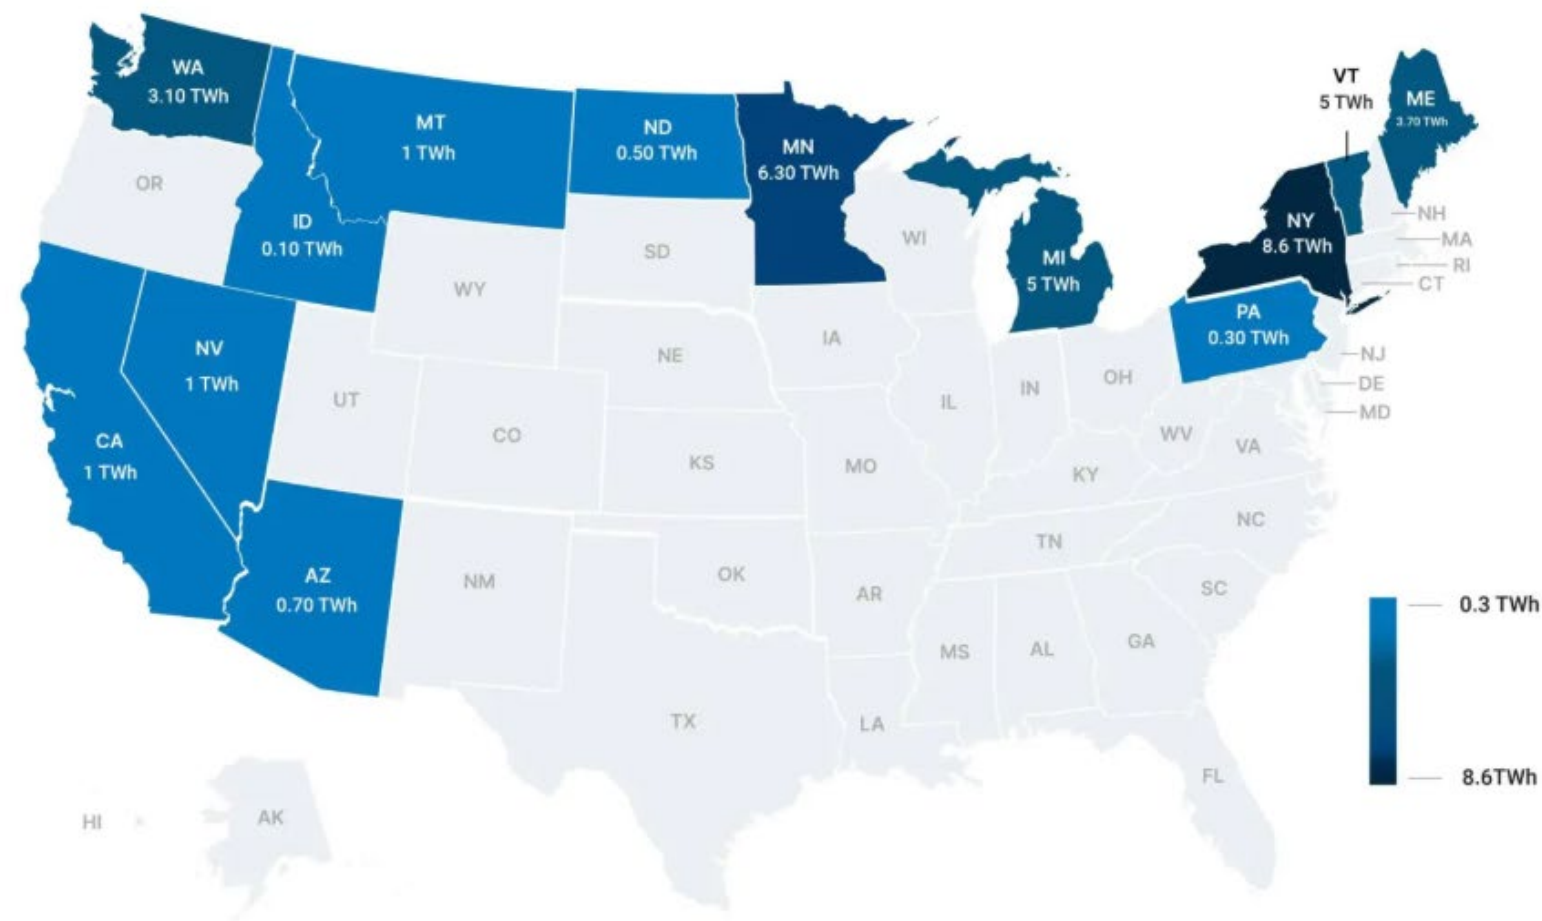 WA
3.10 TWh
MT
1 TWh
ND
0.50 TWh
MN
6.30 TWh
VT
5 TWh
ME
3.70 TWh
OR
ID
0.10 TWh
WY
SD
WI
MI
5 TWh
NY
8.6 TWh
NH
MA
RI
CT
PA
0.30 TWh
NV
1 TWh
UT
CO
NE
IA
IL
IN
OH
NJ
DE
MD
CA
1 TWh
KS
MO
KY
WV
VA
AZ
0.70 TWh
NM
OK
AR
TN
NC
SC
MS
AL
GA
TX
LA
FL
HI
AK
0.3 TWh
8.6TWh